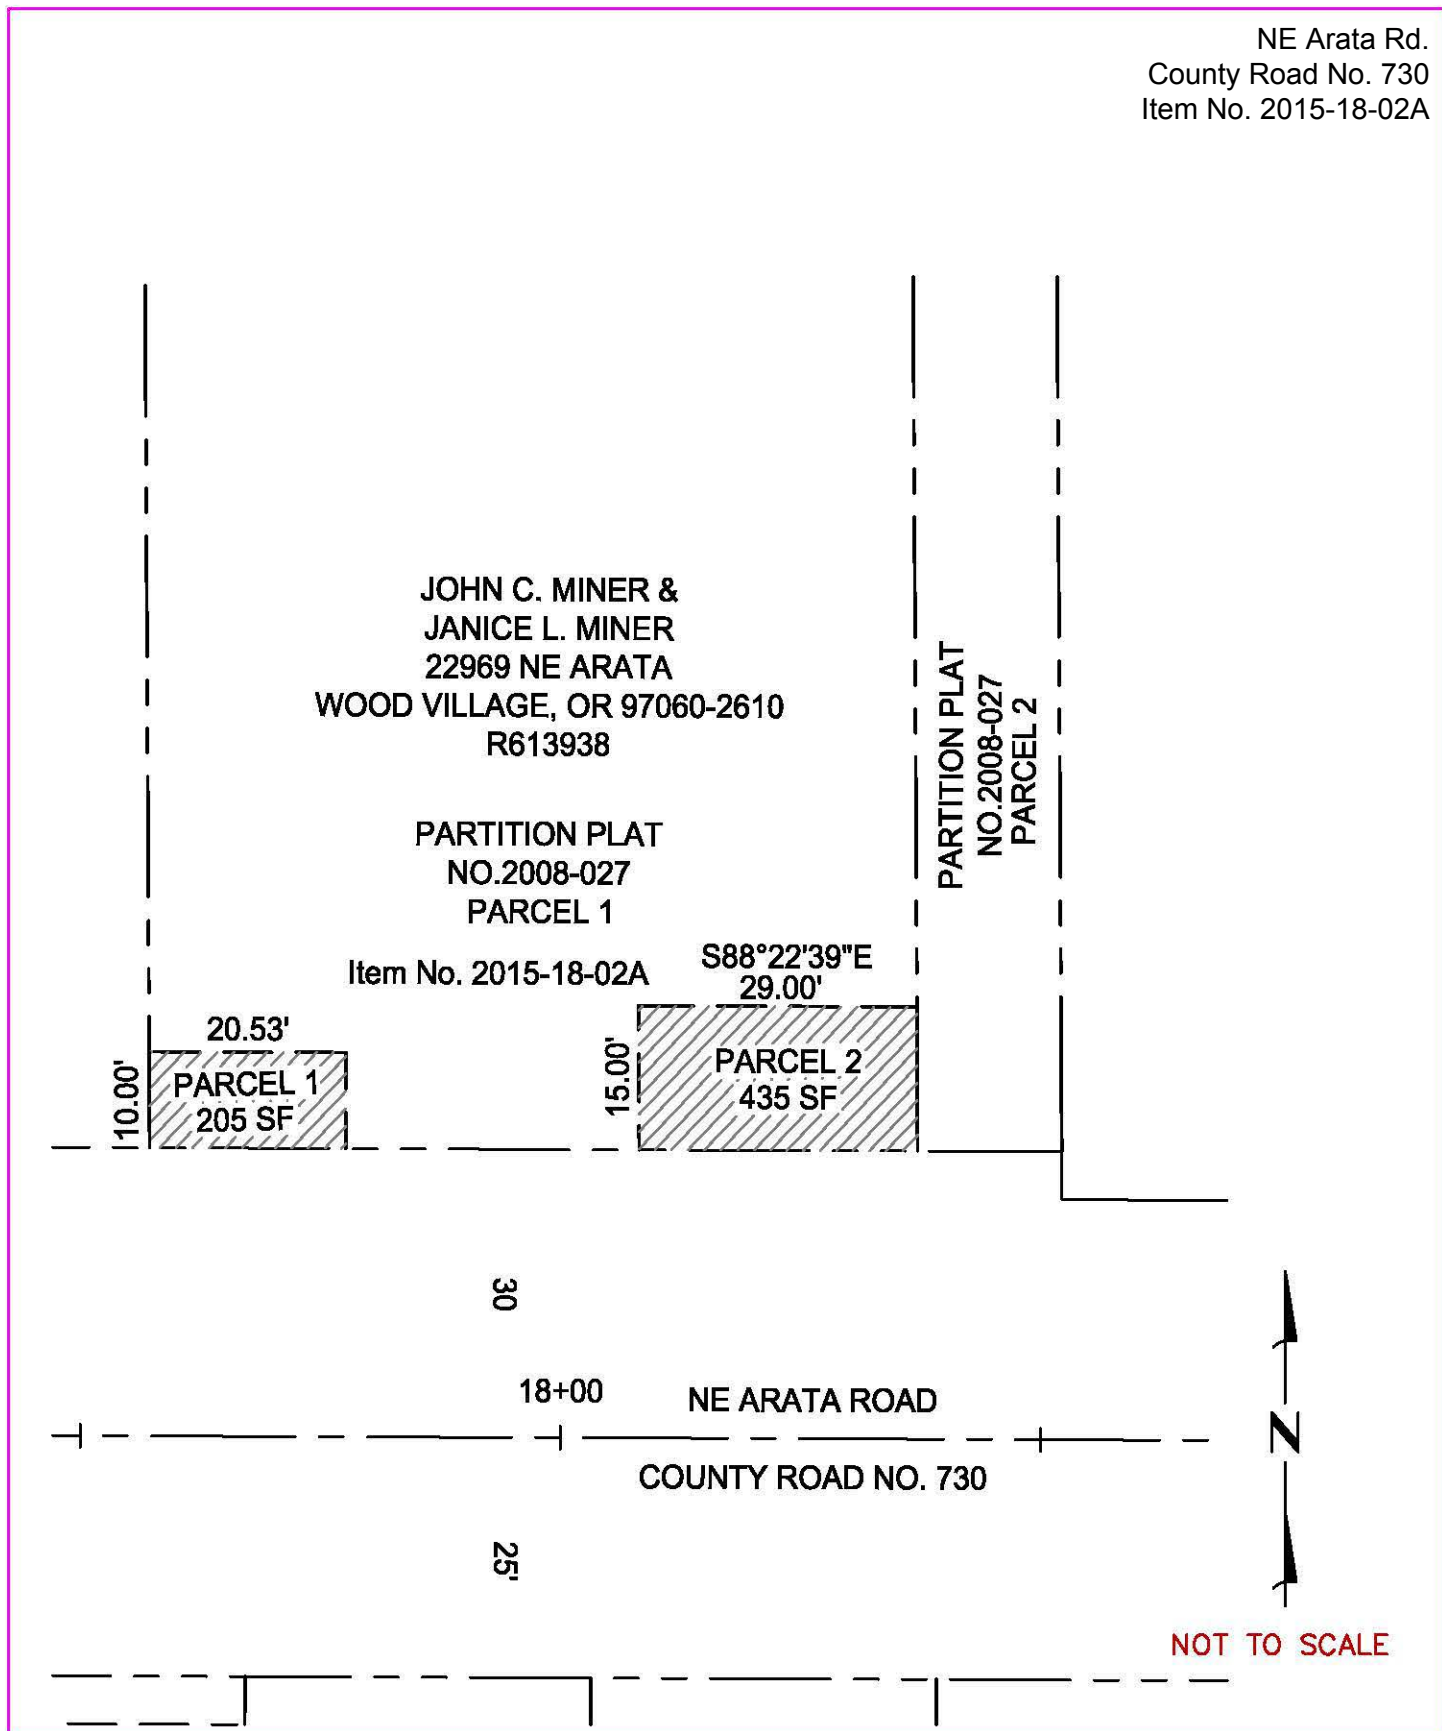 NE Arata Rd.
County Road No. 730
Item No. 2015-18-02A
JOHN C. MINER &
JANICE L. MINER
22969 NE ARATA
WOOD VILLAGE, OR 97060-2610
R613938
PARTITION PLAT
NO.2008-027
PARCEL 1
PARTITION PLAT
NO.2008-027
PARCEL 2
Item No. 2015-18-02A
S88°22'39"E
29.00'
20.53'
10.00'
PARCEL 1
205 SF
15.00'
PARCEL 2
435 SF
30
18+00
NE ARATA ROAD
COUNTY ROAD NO. 730
N
25'
NOT TO SCALE